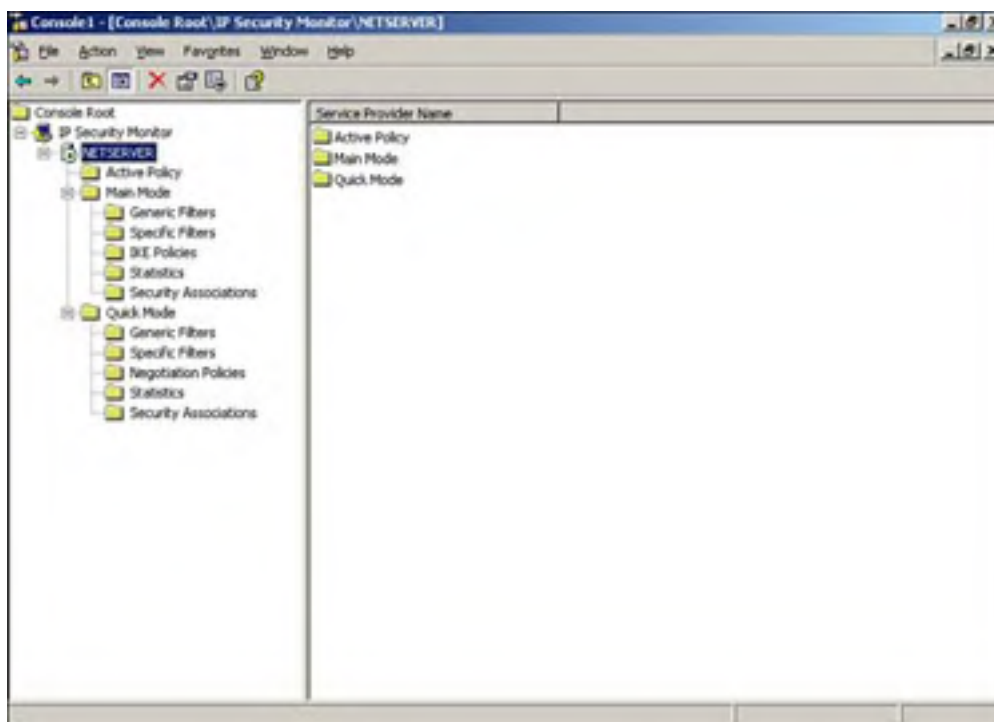 Console1 - [Console Root\IP Security Monitor\NETSERVER]
File Action View Favorites Window Help
Console Root
IP Security Monitor
NETSERVER
Active Policy
Main Mode
Generic Filters
Specific Filters
IKE Policies
Statistics
Security Associations
Quick Mode
Generic Filters
Specific Filters
Negotiation Policies
Statistics
Security Associations
Service Provider Name
Active Policy
Main Mode
Quick Mode